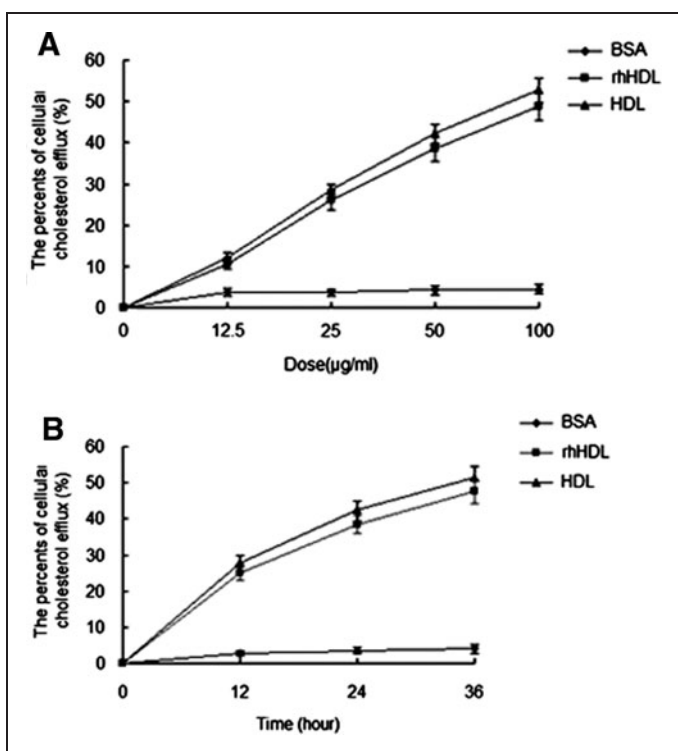 A
The percents of cellular
cholesterol efflux (%)
60
50
40
30
20
10
0
0 12.5 25 50 100
Dose(µg/ml)
BSA
rhHDL
HDL
B
The percents of cellular
cholesterol efflux (%)
60
50
40
30
20
10
0
0 12 24 36
Time (hour)
BSA
rhHDL
HDL